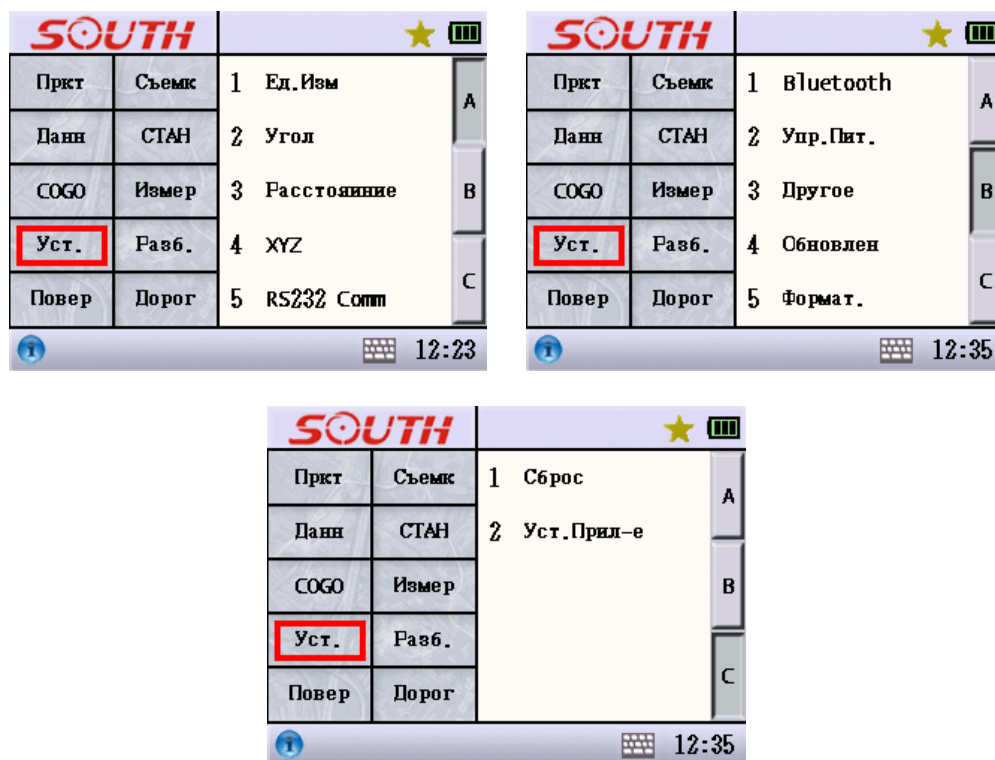 SOUTH
Пркт Съемк 1 Ед.Изм A
Данн СТАН 2 Угол
COGO Измер 3 Расстояиние B
Уст. Разб. 4 XYZ
Повер Дорог 5 RS232 Comm C
12:23
SOUTH
Пркт Съемк 1 Bluetooth A
Данн СТАН 2 Упр.Пит.
COGO Измер 3 Другое B
Уст. Разб. 4 Обновлен
Повер Дорог 5 Формат. C
12:35
SOUTH
Пркт Съемк 1 Сброс A
Данн СТАН 2 Уст.Прил-е
COGO Измер B
Уст. Разб.
Повер Дорог C
12:35